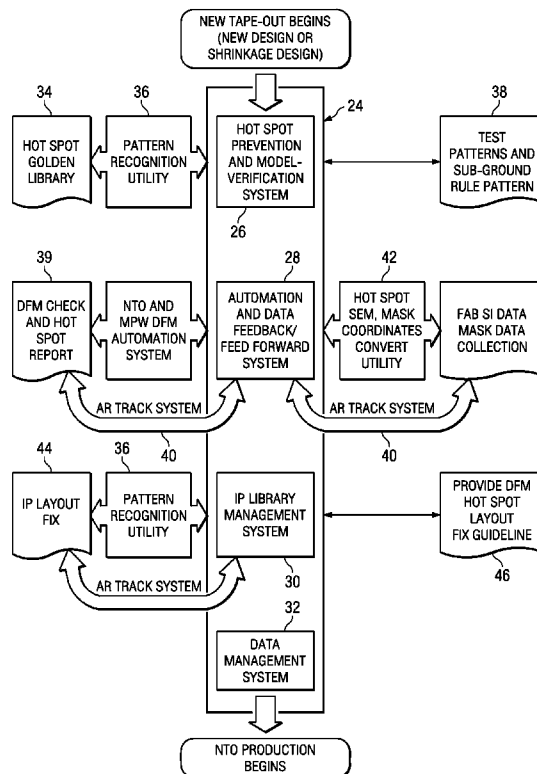 NEW TAPE-OUT BEGINS
(NEW DESIGN OR
SHRINKAGE DESIGN)
34
36
24
38
HOT SPOT
GOLDEN
LIBRARY
PATTERN
RECOGNITION
UTILITY
HOT SPOT
PREVENTION
AND MODEL-
VERIFICATION
SYSTEM
26
TEST
PATTERNS AND
SUB-GROUND
RULE PATTERN
39
28
42
DFM CHECK
AND HOT
SPOT
REPORT
NTO AND
MPW DFM
AUTOMATION
SYSTEM
AUTOMATION
AND DATA
FEEDBACK/
FEED FORWARD
SYSTEM
HOT SPOT
SEM, MASK
COORDINATES
CONVERT
UTILITY
FAB SI DATA
MASK DATA
COLLECTION
AR TRACK SYSTEM
40
AR TRACK SYSTEM
40
44
36
IP LAYOUT
FIX
PATTERN
RECOGNITION
UTILITY
IP LIBRARY
MANAGEMENT
SYSTEM
30
PROVIDE DFM
HOT SPOT
LAYOUT
FIX GUIDELINE
46
AR TRACK SYSTEM
32
DATA
MANAGEMENT
SYSTEM
NTO PRODUCTION
BEGINS